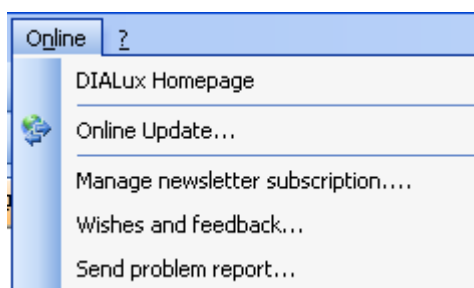 Online ?
DIALux Homepage
Online Update...
Manage newsletter subscription....
Wishes and feedback...
Send problem report...